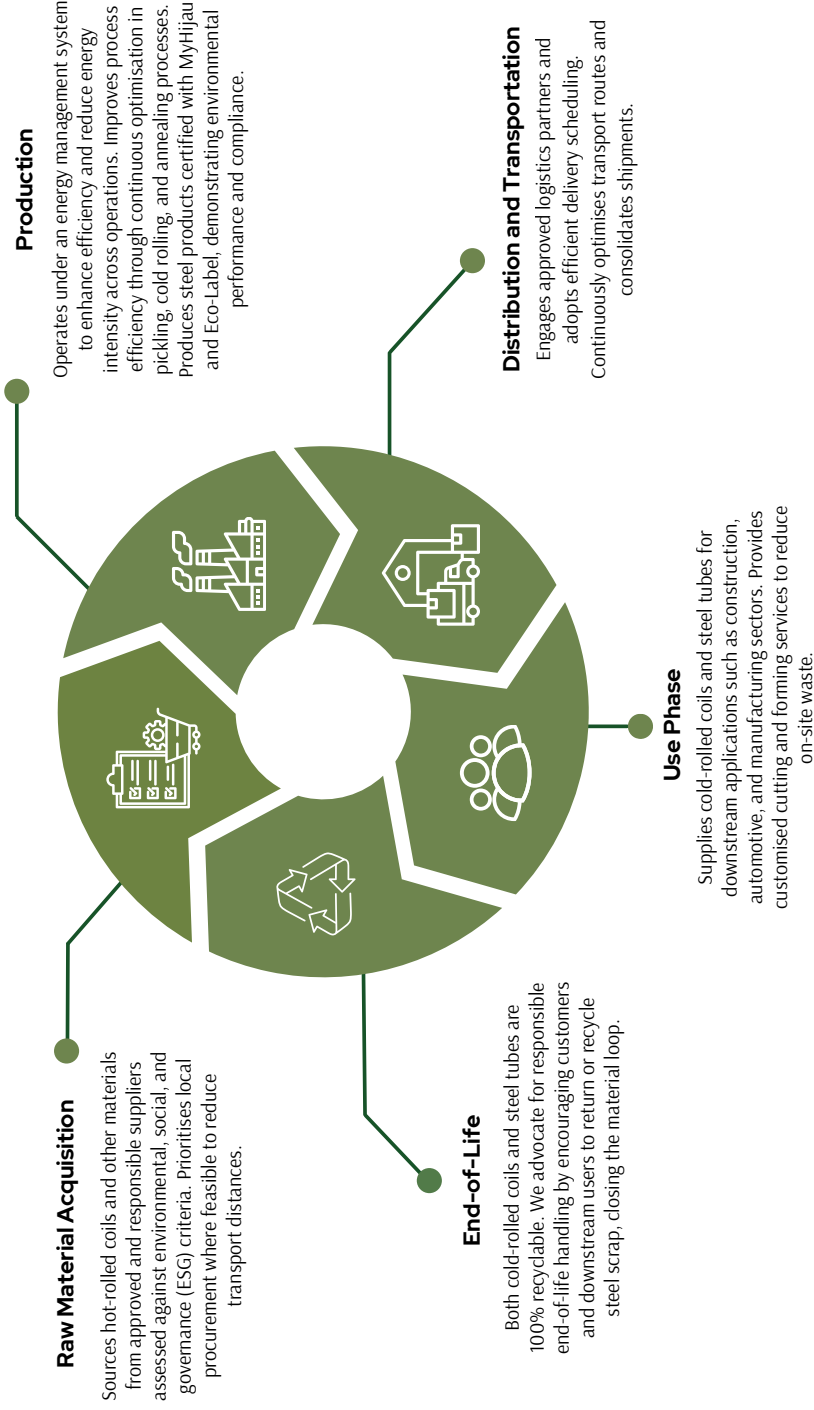 Raw Material Acquisition
Sources hot-rolled coils and other materials
from approved and responsible suppliers
assessed against environmental, social, and
governance (ESG) criteria. Prioritises local
procurement where feasible to reduce
transport distances.
Production
Operates under an energy management system
to enhance efficiency and reduce energy
intensity across operations. Improves process
efficiency through continuous optimisation in
pickling, cold rolling, and annealing processes.
Produces steel products certified with MyHijau
and Eco-Label, demonstrating environmental
performance and compliance.
Distribution and Transportation
Engages approved logistics partners and
adopts efficient delivery scheduling.
Continuously optimises transport routes and
consolidates shipments.
Use Phase
Supplies cold-rolled coils and steel tubes for
downstream applications such as construction,
automotive, and manufacturing sectors. Provides
customised cutting and forming services to reduce
on-site waste.
End-of-Life
Both cold-rolled coils and steel tubes are
100% recyclable. We advocate for responsible
end-of-life handling by encouraging customers
and downstream users to return or recycle
steel scrap, closing the material loop.